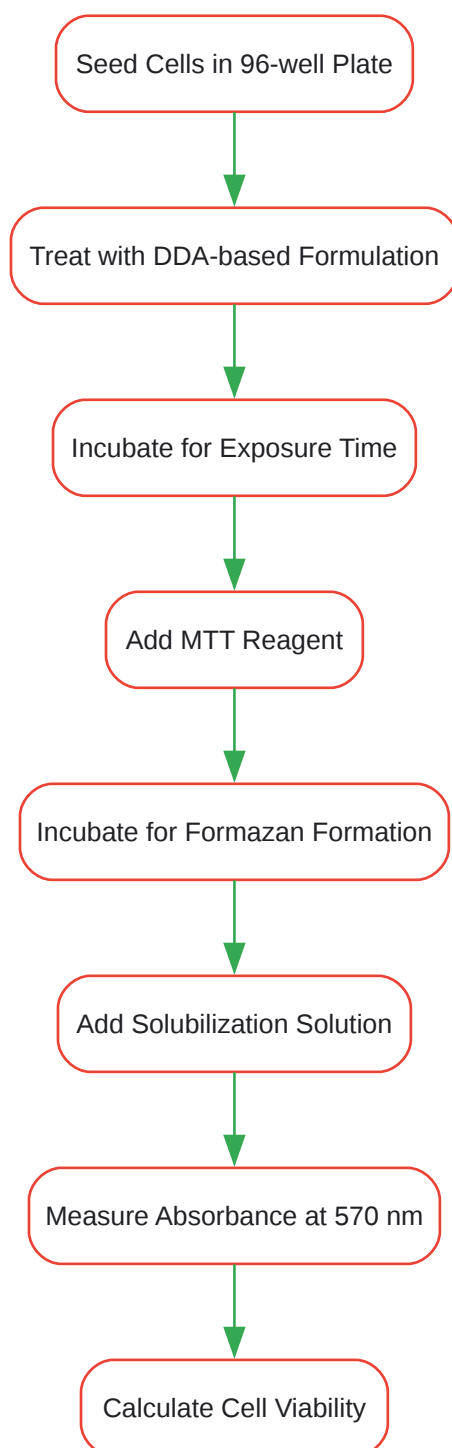 Seed Cells in 96-well Plate
Treat with DDA-based Formulation
Incubate for Exposure Time
Add MTT Reagent
Incubate for Formazan Formation
Add Solubilization Solution
Measure Absorbance at 570 nm
Calculate Cell Viability